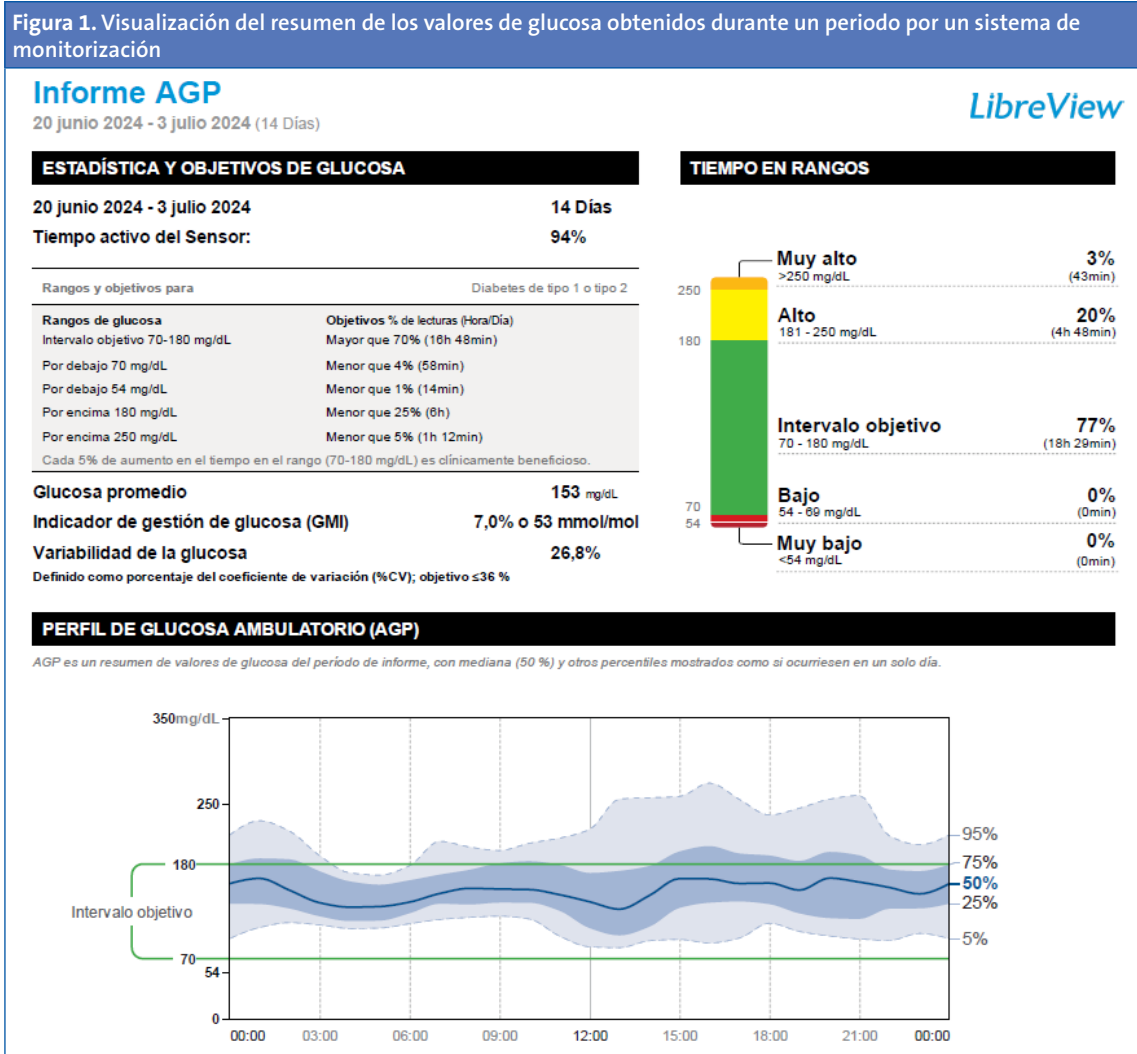 Figura 1. Visualización del resumen de los valores de glucosa obtenidos durante un periodo por un sistema de
monitorización
Informe AGP
20 junio 2024 - 3 julio 2024 (14 Días)
LibreView
ESTADÍSTICA Y OBJETIVOS DE GLUCOSA
20 junio 2024 - 3 julio 2024 14 Días
Tiempo activo del Sensor: 94%
Rangos y objetivos para Diabetes de tipo 1 o tipo 2
Rangos de glucosa Objetivos % de lecturas (Hora/Día)
Intervalo objetivo 70-180 mg/dL Mayor que 70% (16h 48min)
Por debajo 70 mg/dL Menor que 4% (58min)
Por debajo 54 mg/dL Menor que 1% (14min)
Por encima 180 mg/dL Menor que 25% (6h)
Por encima 250 mg/dL Menor que 5% (1h 12min)
Cada 5% de aumento en el tiempo en el rango (70-180 mg/dL) es clínicamente beneficioso.
Glucosa promedio 153 mg/dL
Indicador de gestión de glucosa (GMI) 7,0% o 53 mmol/mol
Variabilidad de la glucosa 26,8%
Definido como porcentaje del coeficiente de variación (%CV); objetivo ≤36 %
TIEMPO EN RANGOS
250
180
70
54
Muy alto 3%
>250 mg/dL (43min)
Alto 20%
181 - 250 mg/dL (4h 48min)
Intervalo objetivo 77%
70 - 180 mg/dL (18h 29min)
Bajo 0%
54 - 69 mg/dL (0min)
Muy bajo 0%
<54 mg/dL (0min)
PERFIL DE GLUCOSA AMBULATORIO (AGP)
AGP es un resumen de valores de glucosa del período de informe, con mediana (50 %) y otros percentiles mostrados como si ocurriesen en un solo día.
350mg/dL
250
180
Intervalo objetivo
70
54
0
95%
75%
50%
25%
5%
00:00 03:00 06:00 09:00 12:00 15:00 18:00 21:00 00:00